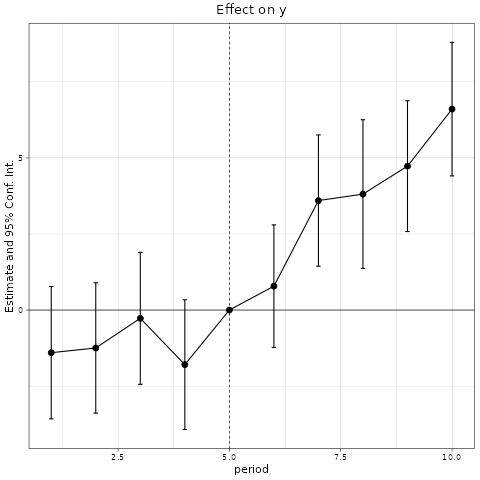 Effect on y
Estimate and 95% Conf. Int.
5
0
2.5
5.0
7.5
10.0
period